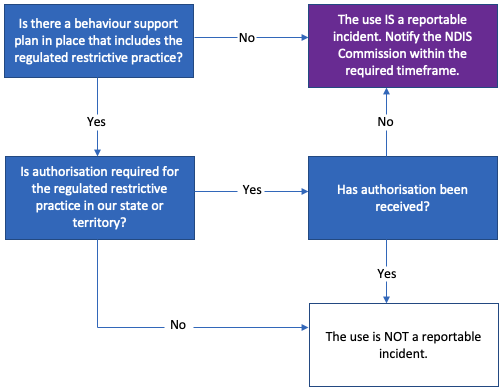 Is there a behaviour support
plan in place that includes the
regulated restrictive practice?
No
The use IS a reportable
incident. Notify the NDIS
Commission within the
required timeframe.
Yes
No
Is authorisation required for
the regulated restrictive
practice in our state or
territory?
Yes
Has authorisation been
received?
Yes
No
The use is NOT a reportable
incident.